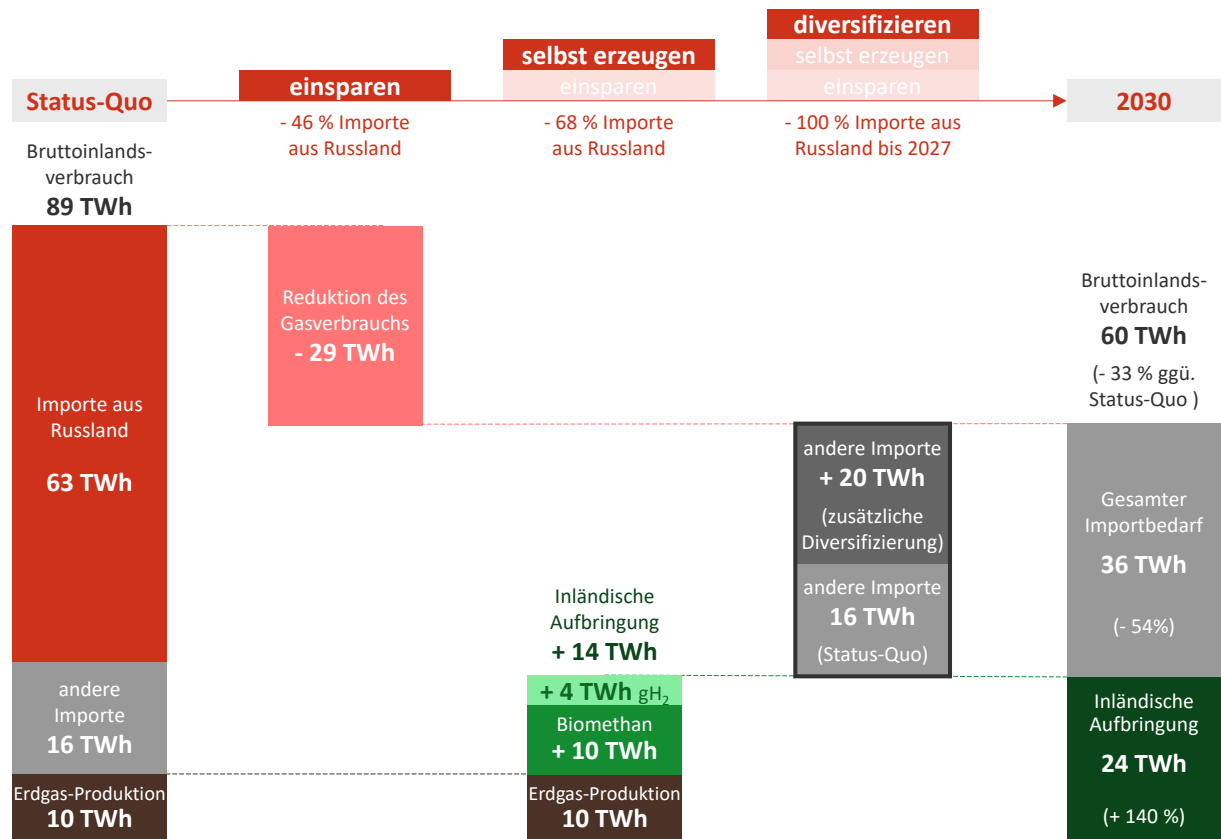 diversifizieren
selbst erzeugen
einsparen
selbst erzeugen
einsparen
einsparen
Status-Quo
2030
- 46 % Importe
aus Russland
- 68 % Importe
aus Russland
- 100 % Importe aus
Russland bis 2027
Bruttoinlands-
verbrauch
89 TWh
Importe aus
Russland
63 TWh
andere
Importe
16 TWh
Erdgas-Produktion
10 TWh
Reduktion des
Gasverbrauchs
- 29 TWh
Inländische
Aufbringung
+ 14 TWh
+ 4 TWh gH₂
Biomethan
+ 10 TWh
Erdgas-Produktion
10 TWh
andere Importe
+ 20 TWh
(zusätzliche
Diversifizierung)
andere Importe
16 TWh
(Status-Quo)
Bruttoinlands-
verbrauch
60 TWh
(- 33 % ggü.
Status-Quo )
Gesamter
Importbedarf
36 TWh
(- 54%)
Inländische
Aufbringung
24 TWh
(+ 140 %)